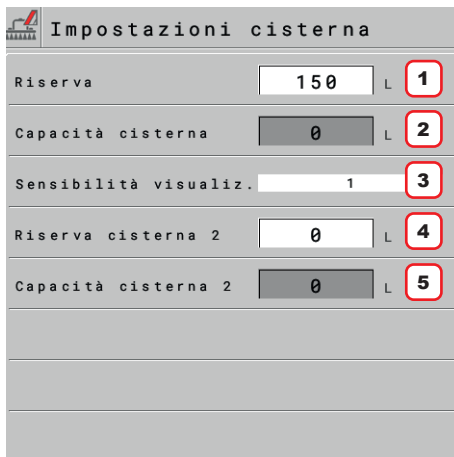 Impostazioni cisterna
Riserva 150 L 1
Capacità cisterna 0 L 2
Sensibilità visualiz. 1 3
Riserva cisterna 2 0 L 4
Capacità cisterna 2 0 L 5